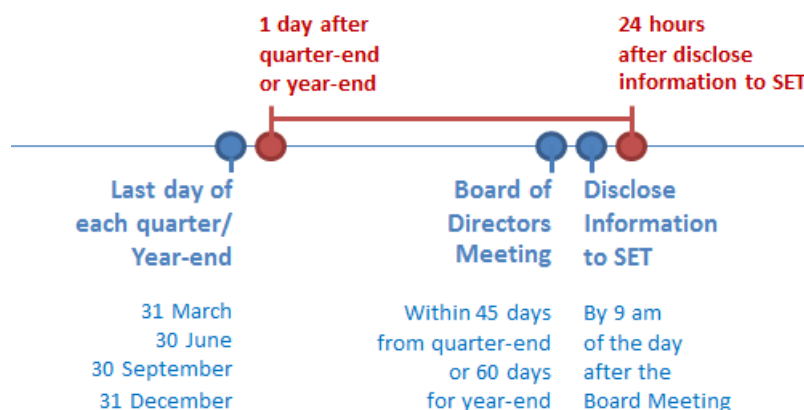 1 day after
quarter-end
or year-end
24 hours
after disclose
information to SET
Last day of
each quarter/
Year-end
31 March
30 June
30 September
31 December
Board of
Directors
Meeting
Within 45 days
from quarter-end
or 60 days
for year-end
Disclose
Information
to SET
By 9 am
of the day
after the
Board Meeting